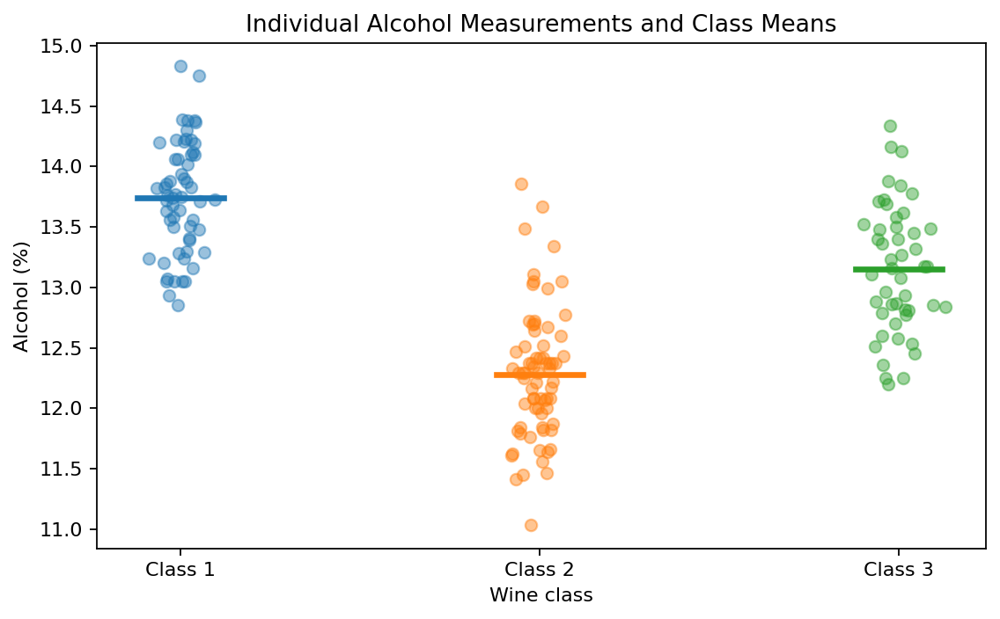 Individual Alcohol Measurements and Class Means
Alcohol (%)
15.0
14.5
14.0
13.5
13.0
12.5
12.0
11.5
11.0
Class 1
Class 2
Class 3
Wine class